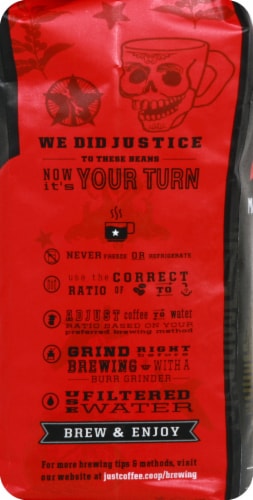 WE DID JUSTICE
TO THESE BEANS
NOW it's YOUR TURN
NEVER FREEZE OR REFRIGERATE
use the CORRECT
RATIO OF TO
ADJUST coffee to water
RATIO BASED ON YOUR
preferred brewing method
GRIND RIGHT before
BREWING WITH A
BURR GRINDER
USE FILTERED
WATER
BREW & ENJOY
For more brewing tips & methods, visit
our website at justcoffee.coop/brewing